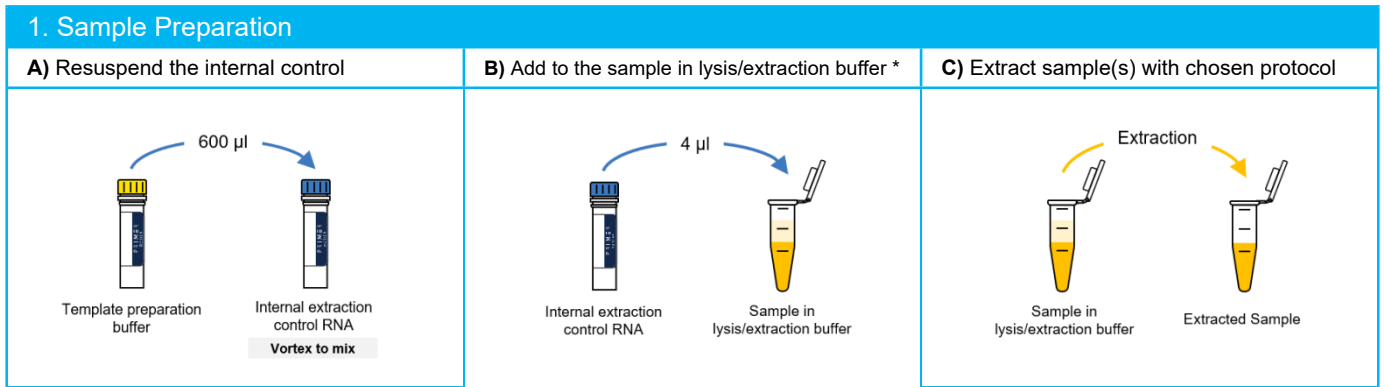 1. Sample Preparation
A) Resuspend the internal control
B) Add to the sample in lysis/extraction buffer *
C) Extract sample(s) with chosen protocol
600 µl
Template preparation
buffer
Internal extraction
control RNA
Vortex to mix
4 µl
Internal extraction
control RNA
Sample in
lysis/extraction buffer
Extraction
Sample in
lysis/extraction buffer
Extracted Sample